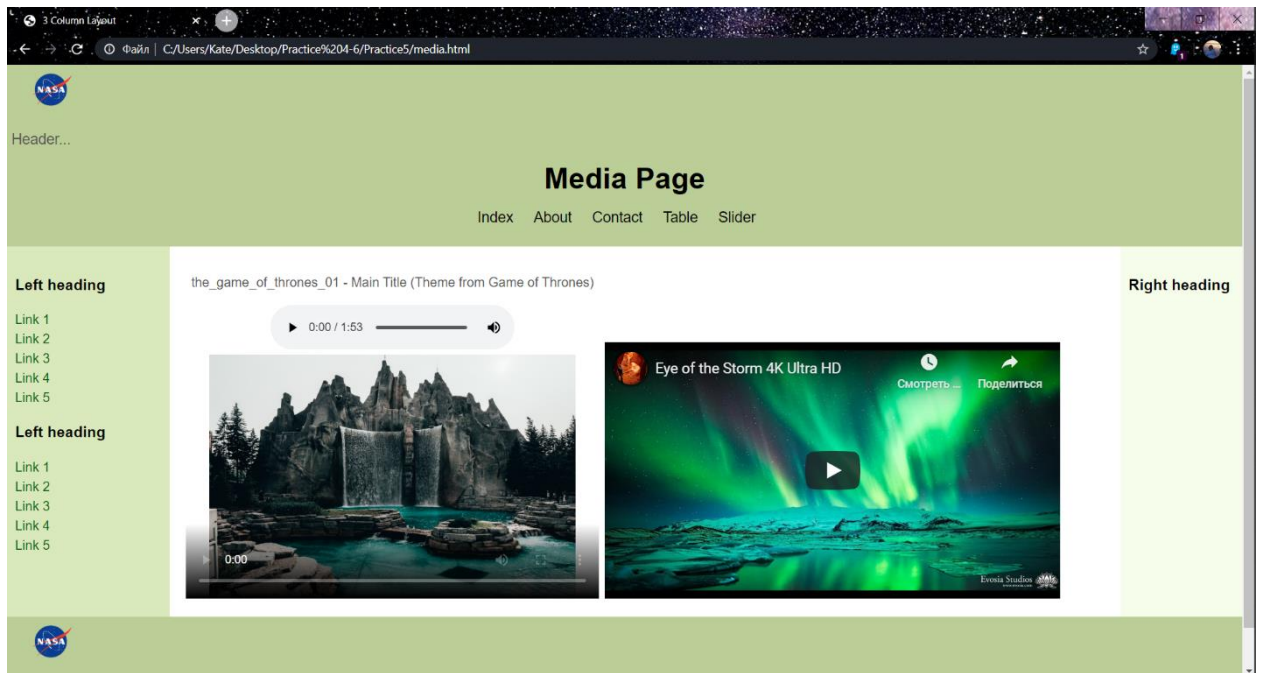 3 Column Layout
Файл | C:/Users/Kate/Desktop/Practice%204-6/Practice5/media.html
1
NASA
Header...
Media Page
Index About Contact Table Slider
Left heading
Link 1
Link 2
Link 3
Link 4
Link 5
Left heading
Link 1
Link 2
Link 3
Link 4
Link 5
the_game_of_thrones_01 - Main Title (Theme from Game of Thrones)
0:00 / 1:53
0:00
Eye of the Storm 4K Ultra HD
Смотреть ...
Поделиться
Evosia Studios
Right heading
NASA